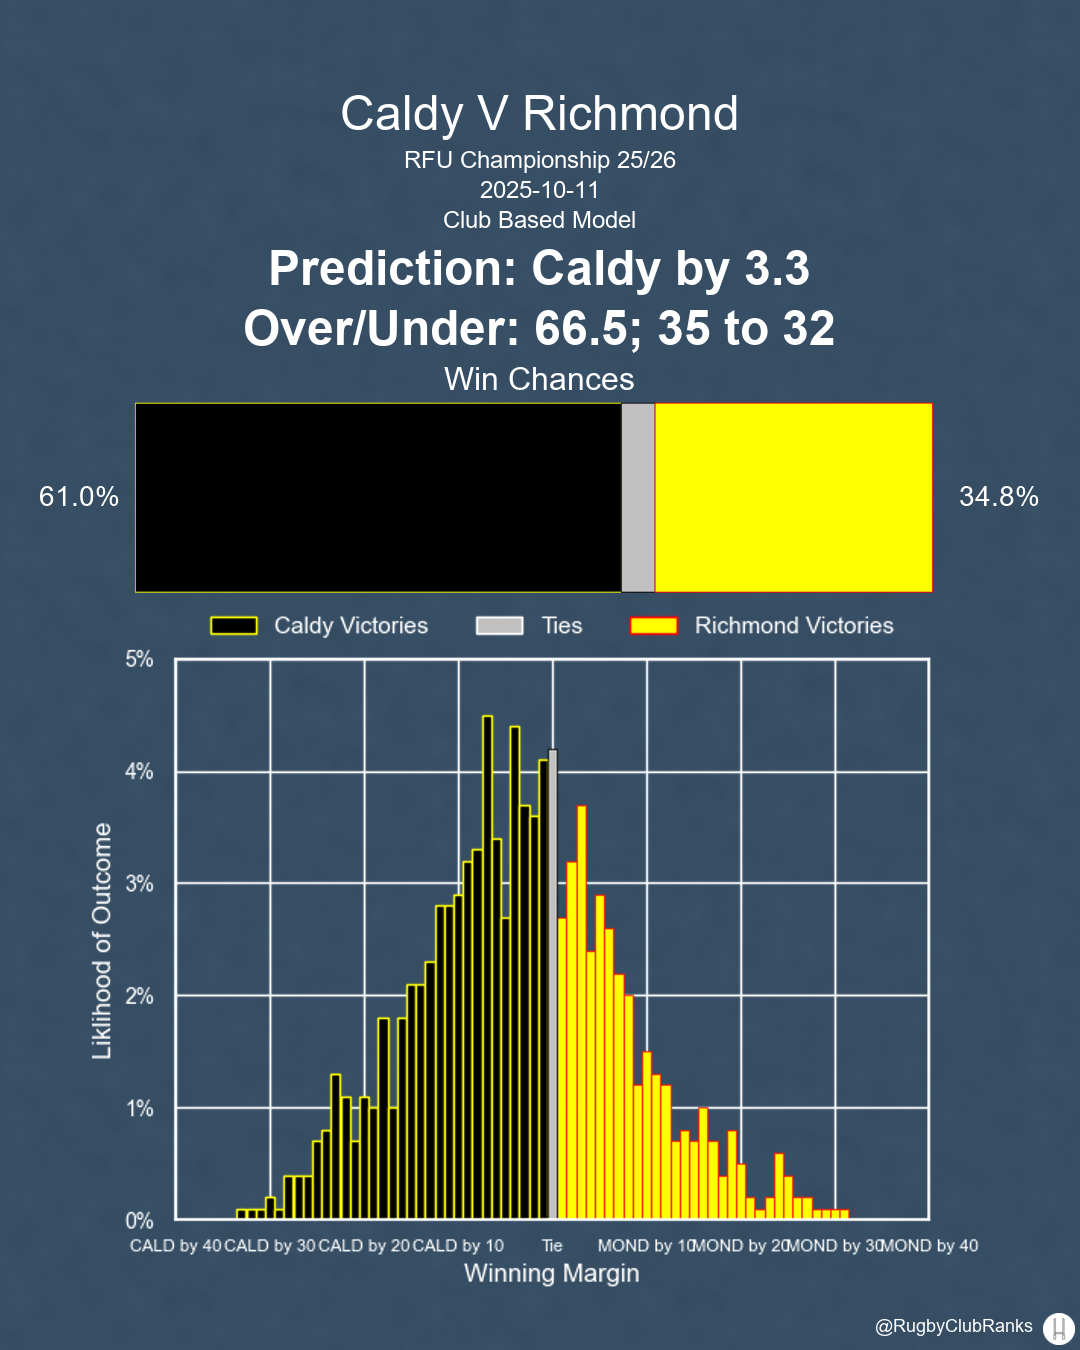 Caldy V Richmond
RFU Championship 25/26
2025-10-11
Club Based Model
Prediction: Caldy by 3.3
Over/Under: 66.5; 35 to 32
Win Chances
61.0%
34.8%
Caldy Victories
Ties
Richmond Victories
5%
4%
3%
2%
1%
0%
Liklihood of Outcome
CALD by 40
CALD by 30
CALD by 20
CALD by 10
Tie
MOND by 10
MOND by 20
MOND by 30
MOND by 40
Winning Margin
@RugbyClubRanks